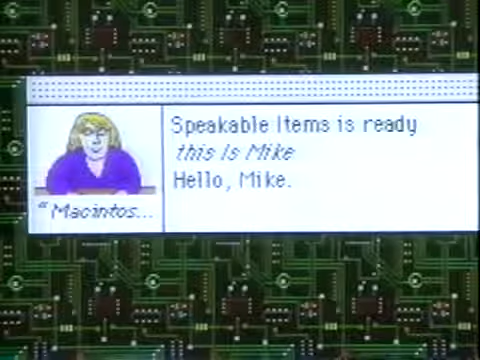 Speakable Items is ready
this is Mike
Hello, Mike.
"Macintos...